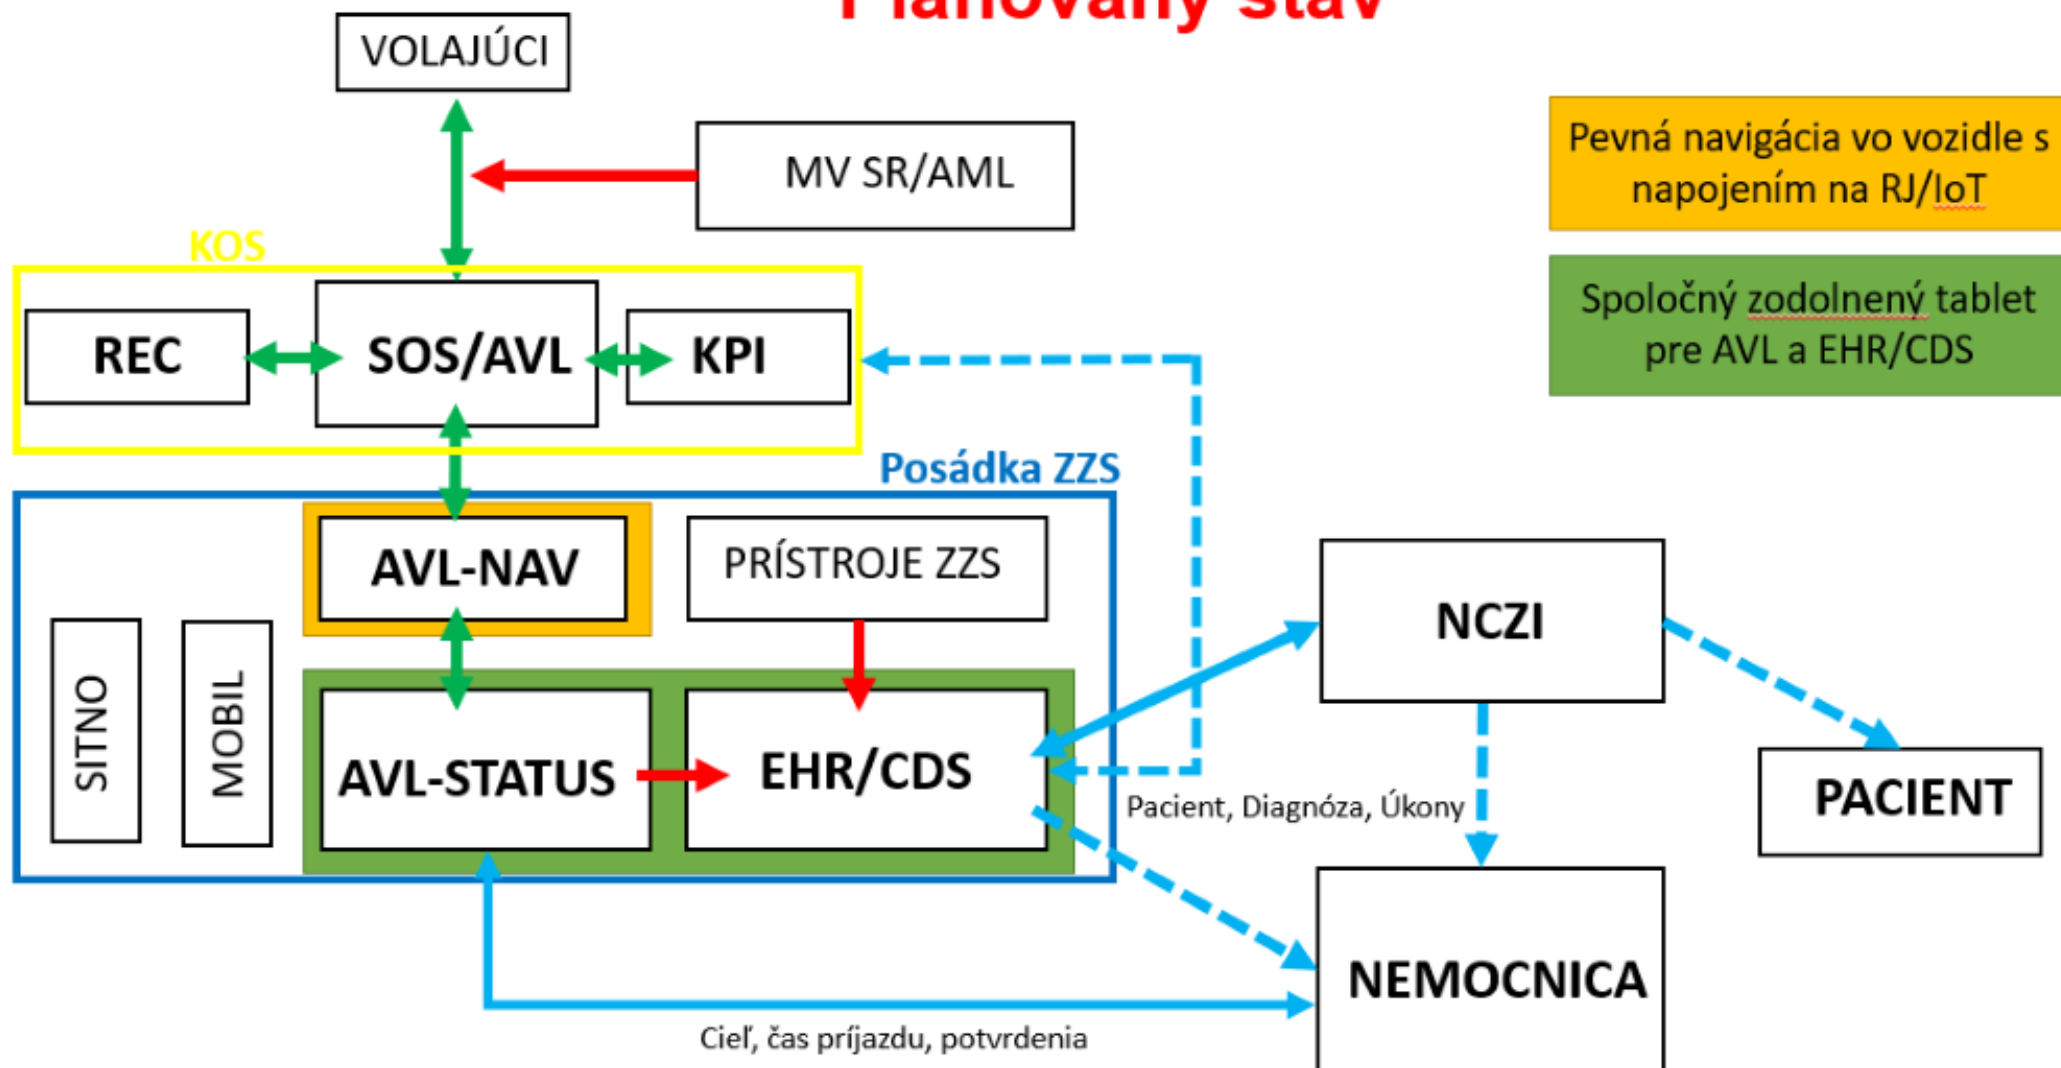 Plánovaný stav
VOLAJÚCI
MV SR/AML
Pevná navigácia vo vozidle s
napojením na RJ/IoT
KOS
Spoločný zodolnený tablet
pre AVL a EHR/CDS
REC
SOS/AVL
KPI
Posádka ZZS
AVL-NAV
PRÍSTROJE ZZS
NCZI
SITNO
MOBIL
AVL-STATUS
EHR/CDS
Pacient, Diagnóza, Úkony
PACIENT
NEMOCNICA
Cieľ, čas príjazdu, potvrdenia